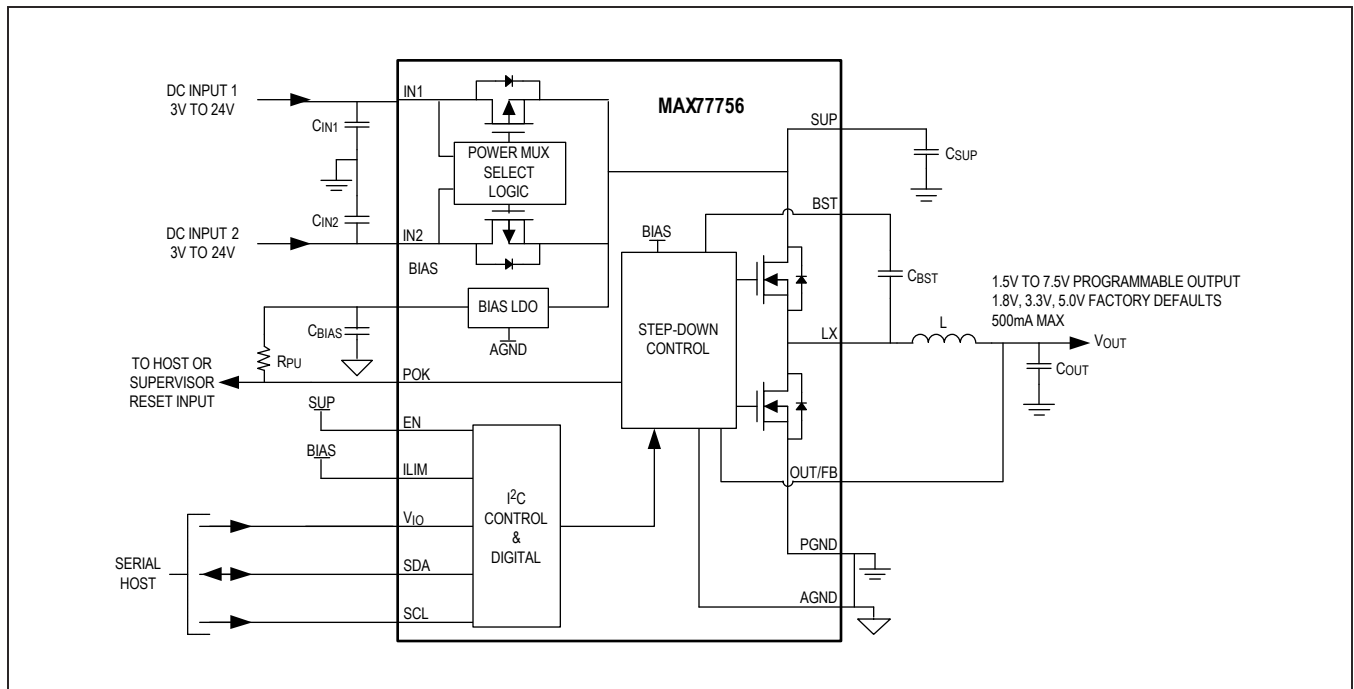 DC INPUT 1
3V TO 24V
CIN1
IN1
MAX77756
SUP
CSUP
POWER MUX
SELECT
LOGIC
CIN2
DC INPUT 2
3V TO 24V
IN2
BIAS
BIAS
BST
CBST
1.5V TO 7.5V PROGRAMMABLE OUTPUT
1.8V, 3.3V, 5.0V FACTORY DEFAULTS
500mA MAX
BIAS LDO
AGND
CBIAS
RPU
STEP-DOWN
CONTROL
LX
L
VOUT
COUT
TO HOST OR
SUPERVISOR
RESET INPUT
POK
SUP
EN
BIAS
ILIM
OUT/FB
I2C
CONTROL
&
DIGITAL
VIO
SERIAL
HOST
SDA
SCL
PGND
AGND